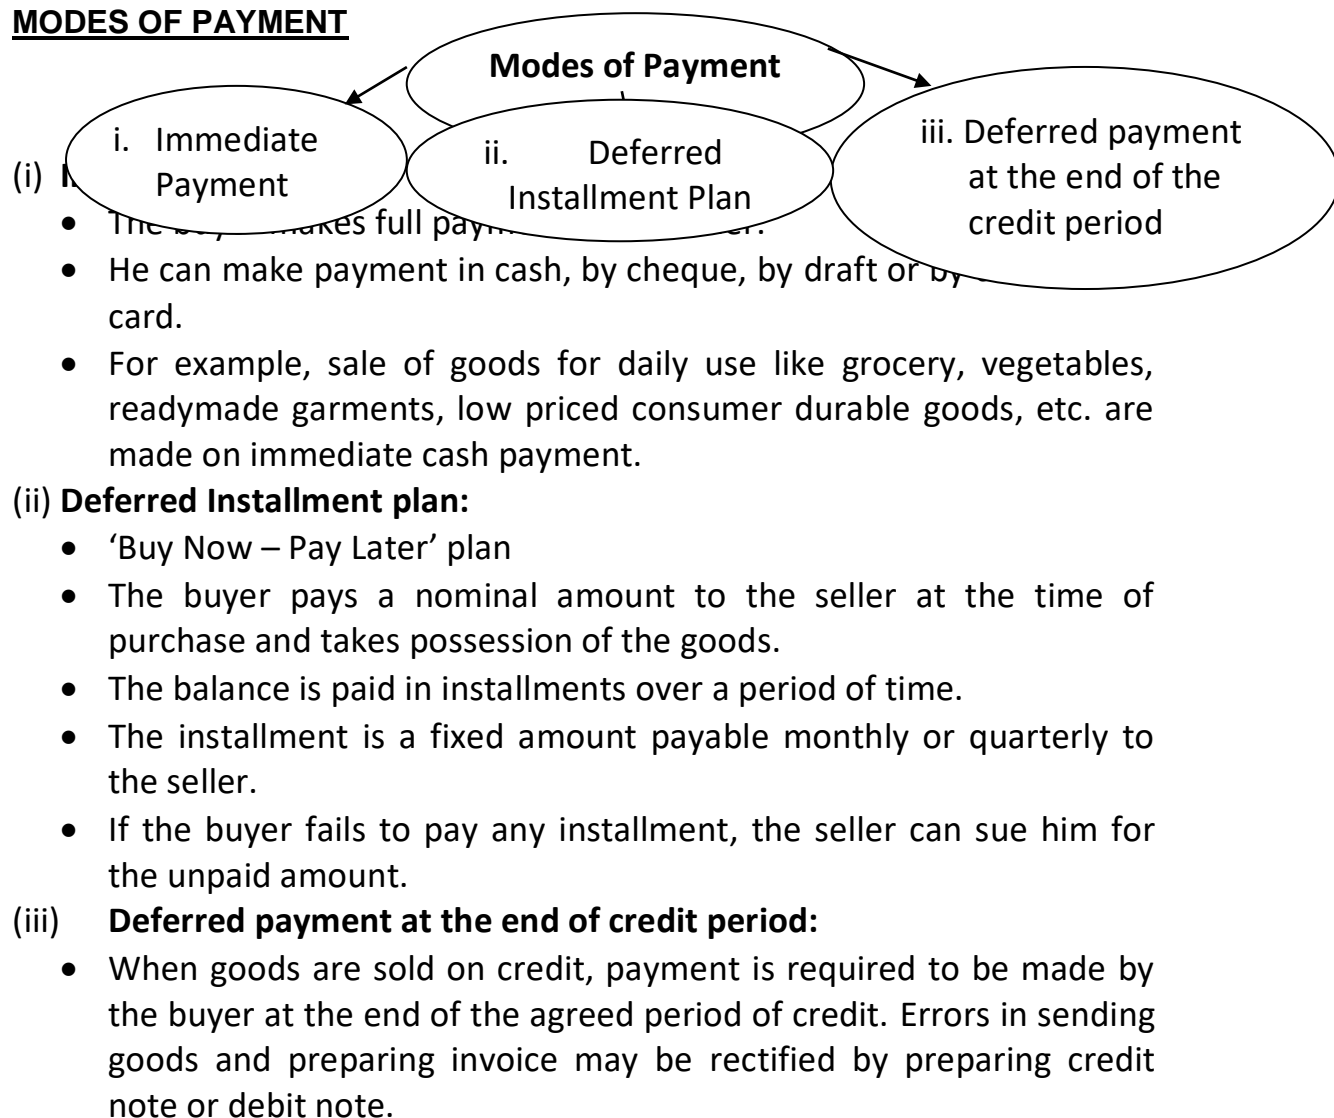 MODES OF PAYMENT
Modes of Payment
i. Immediate
Payment
ii. Deferred
Installment Plan
iii. Deferred payment
at the end of the
credit period
(i)
• The makes full
• He can make payment in cash, by cheque, by draft or by
card.
• For example, sale of goods for daily use like grocery, vegetables,
readymade garments, low priced consumer durable goods, etc. are
made on immediate cash payment.
(ii) Deferred Installment plan:
• ‘Buy Now – Pay Later’ plan
• The buyer pays a nominal amount to the seller at the time of
purchase and takes possession of the goods.
• The balance is paid in installments over a period of time.
• The installment is a fixed amount payable monthly or quarterly to
the seller.
• If the buyer fails to pay any installment, the seller can sue him for
the unpaid amount.
(iii) Deferred payment at the end of credit period:
• When goods are sold on credit, payment is required to be made by
the buyer at the end of the agreed period of credit. Errors in sending
goods and preparing invoice may be rectified by preparing credit
note or debit note.